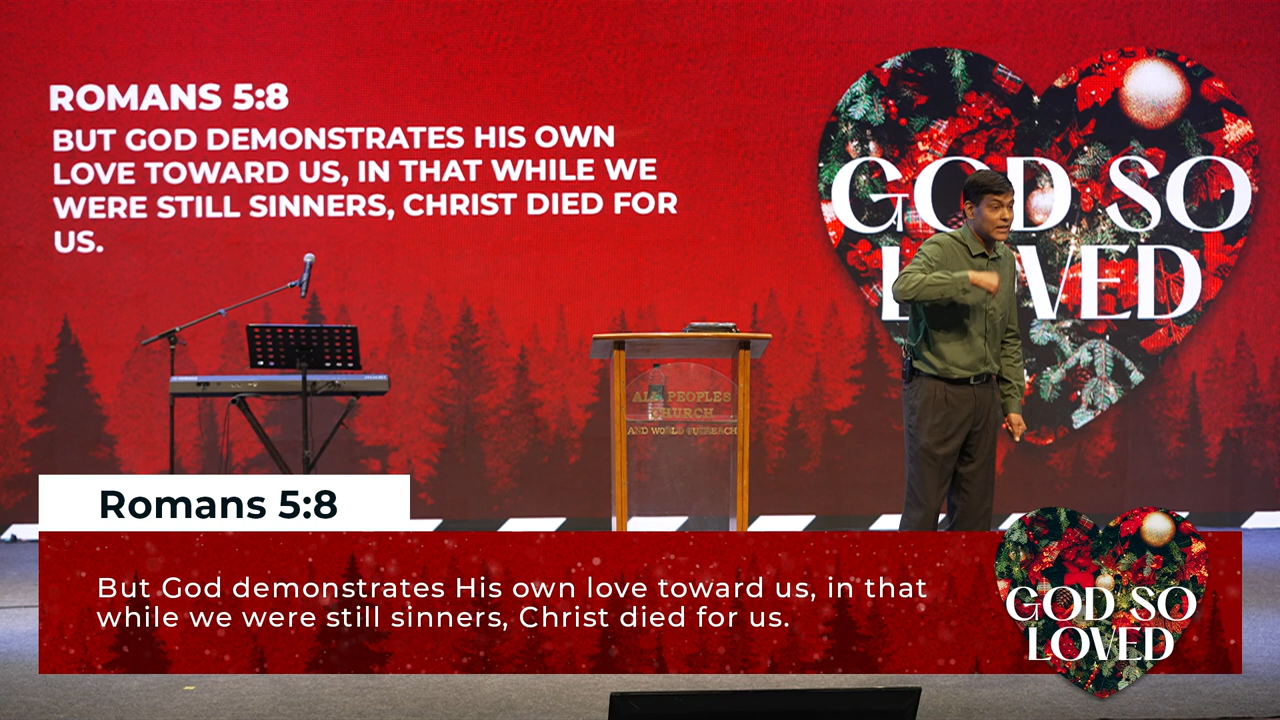 ROMANS 5:8
BUT GOD DEMONSTRATES HIS OWN
LOVE TOWARD US, IN THAT WHILE WE
WERE STILL SINNERS, CHRIST DIED FOR
US.
GOD SO
LOVED
ALL PEOPLES
CHURCH
AND WORLD OUTREACH
Romans 5:8
But God demonstrates His own love toward us, in that
while we were still sinners, Christ died for us.
GOD SO
LOVED